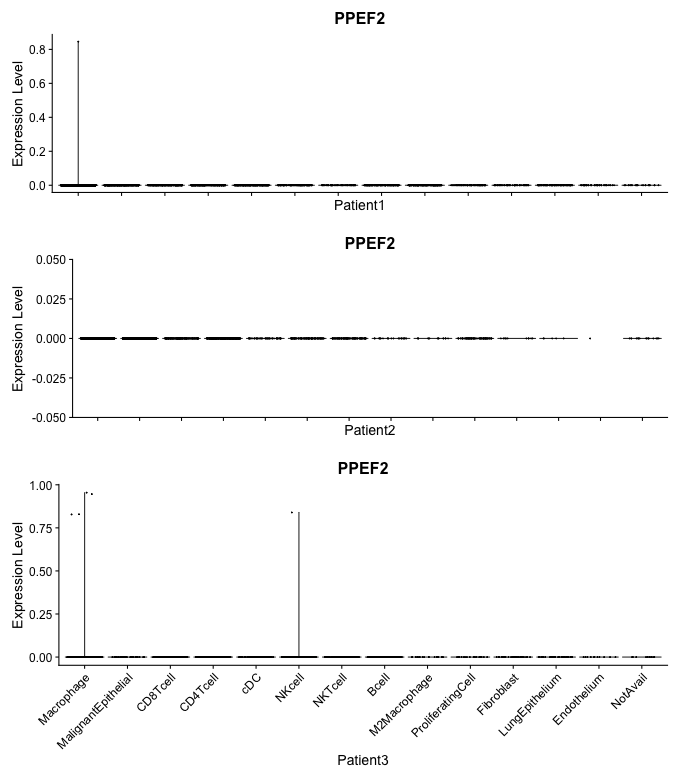 PPEF2
Expression Level
0.8
0.6
0.4
0.2
0.0
Patient1
PPEF2
Expression Level
0.050
0.025
0.000
-0.025
-0.050
Patient2
PPEF2
Expression Level
1.00
0.75
0.50
0.25
0.00
Macrophage
MalignantEpithelial
CD8Tcell
CD4Tcell
cDC
NKcell
NKTcell
Bcell
M2Macrophage
ProliferatingCell
Fibroblast
LungEpithelium
Endothelium
NotAvail
Patient3